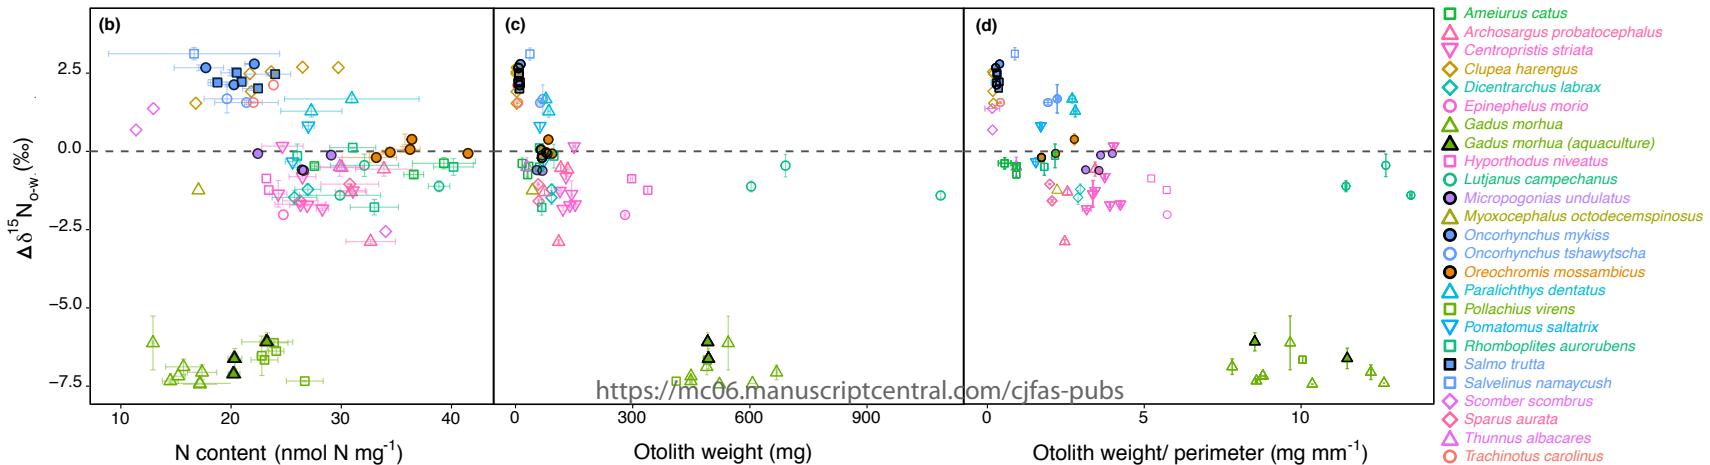 (b)
(c)
(d)
Δδ¹⁵N o-w. (‰)
2.5
0.0
−2.5
−5.0
−7.5
10 20 30 40
0 300 600 900
0 5 10
N content (nmol N mg⁻¹)
Otolith weight (mg)
Otolith weight/ perimeter (mg mm⁻¹)
https://mc06.manuscriptcentral.com/cjfas-pubs
Ameiurus catus
Archosargus probatocephalus
Centropristis striata
Clupea harengus
Dicentrarchus labrax
Epinephelus morio
Gadus morhua
Gadus morhua (aquaculture)
Hyporthodus niveatus
Lutjanus campechanus
Micropogonias undulatus
Myoxocephalus octodecemspinosus
Oncorhynchus mykiss
Oncorhynchus tshawytscha
Oreochromis mossambicus
Paralichthys dentatus
Pollachius virens
Pomatomus saltatrix
Rhomboplites aurorubens
Salmo trutta
Salvelinus namaycush
Scomber scombrus
Sparus aurata
Thunnus albacares
Trachinotus carolinus